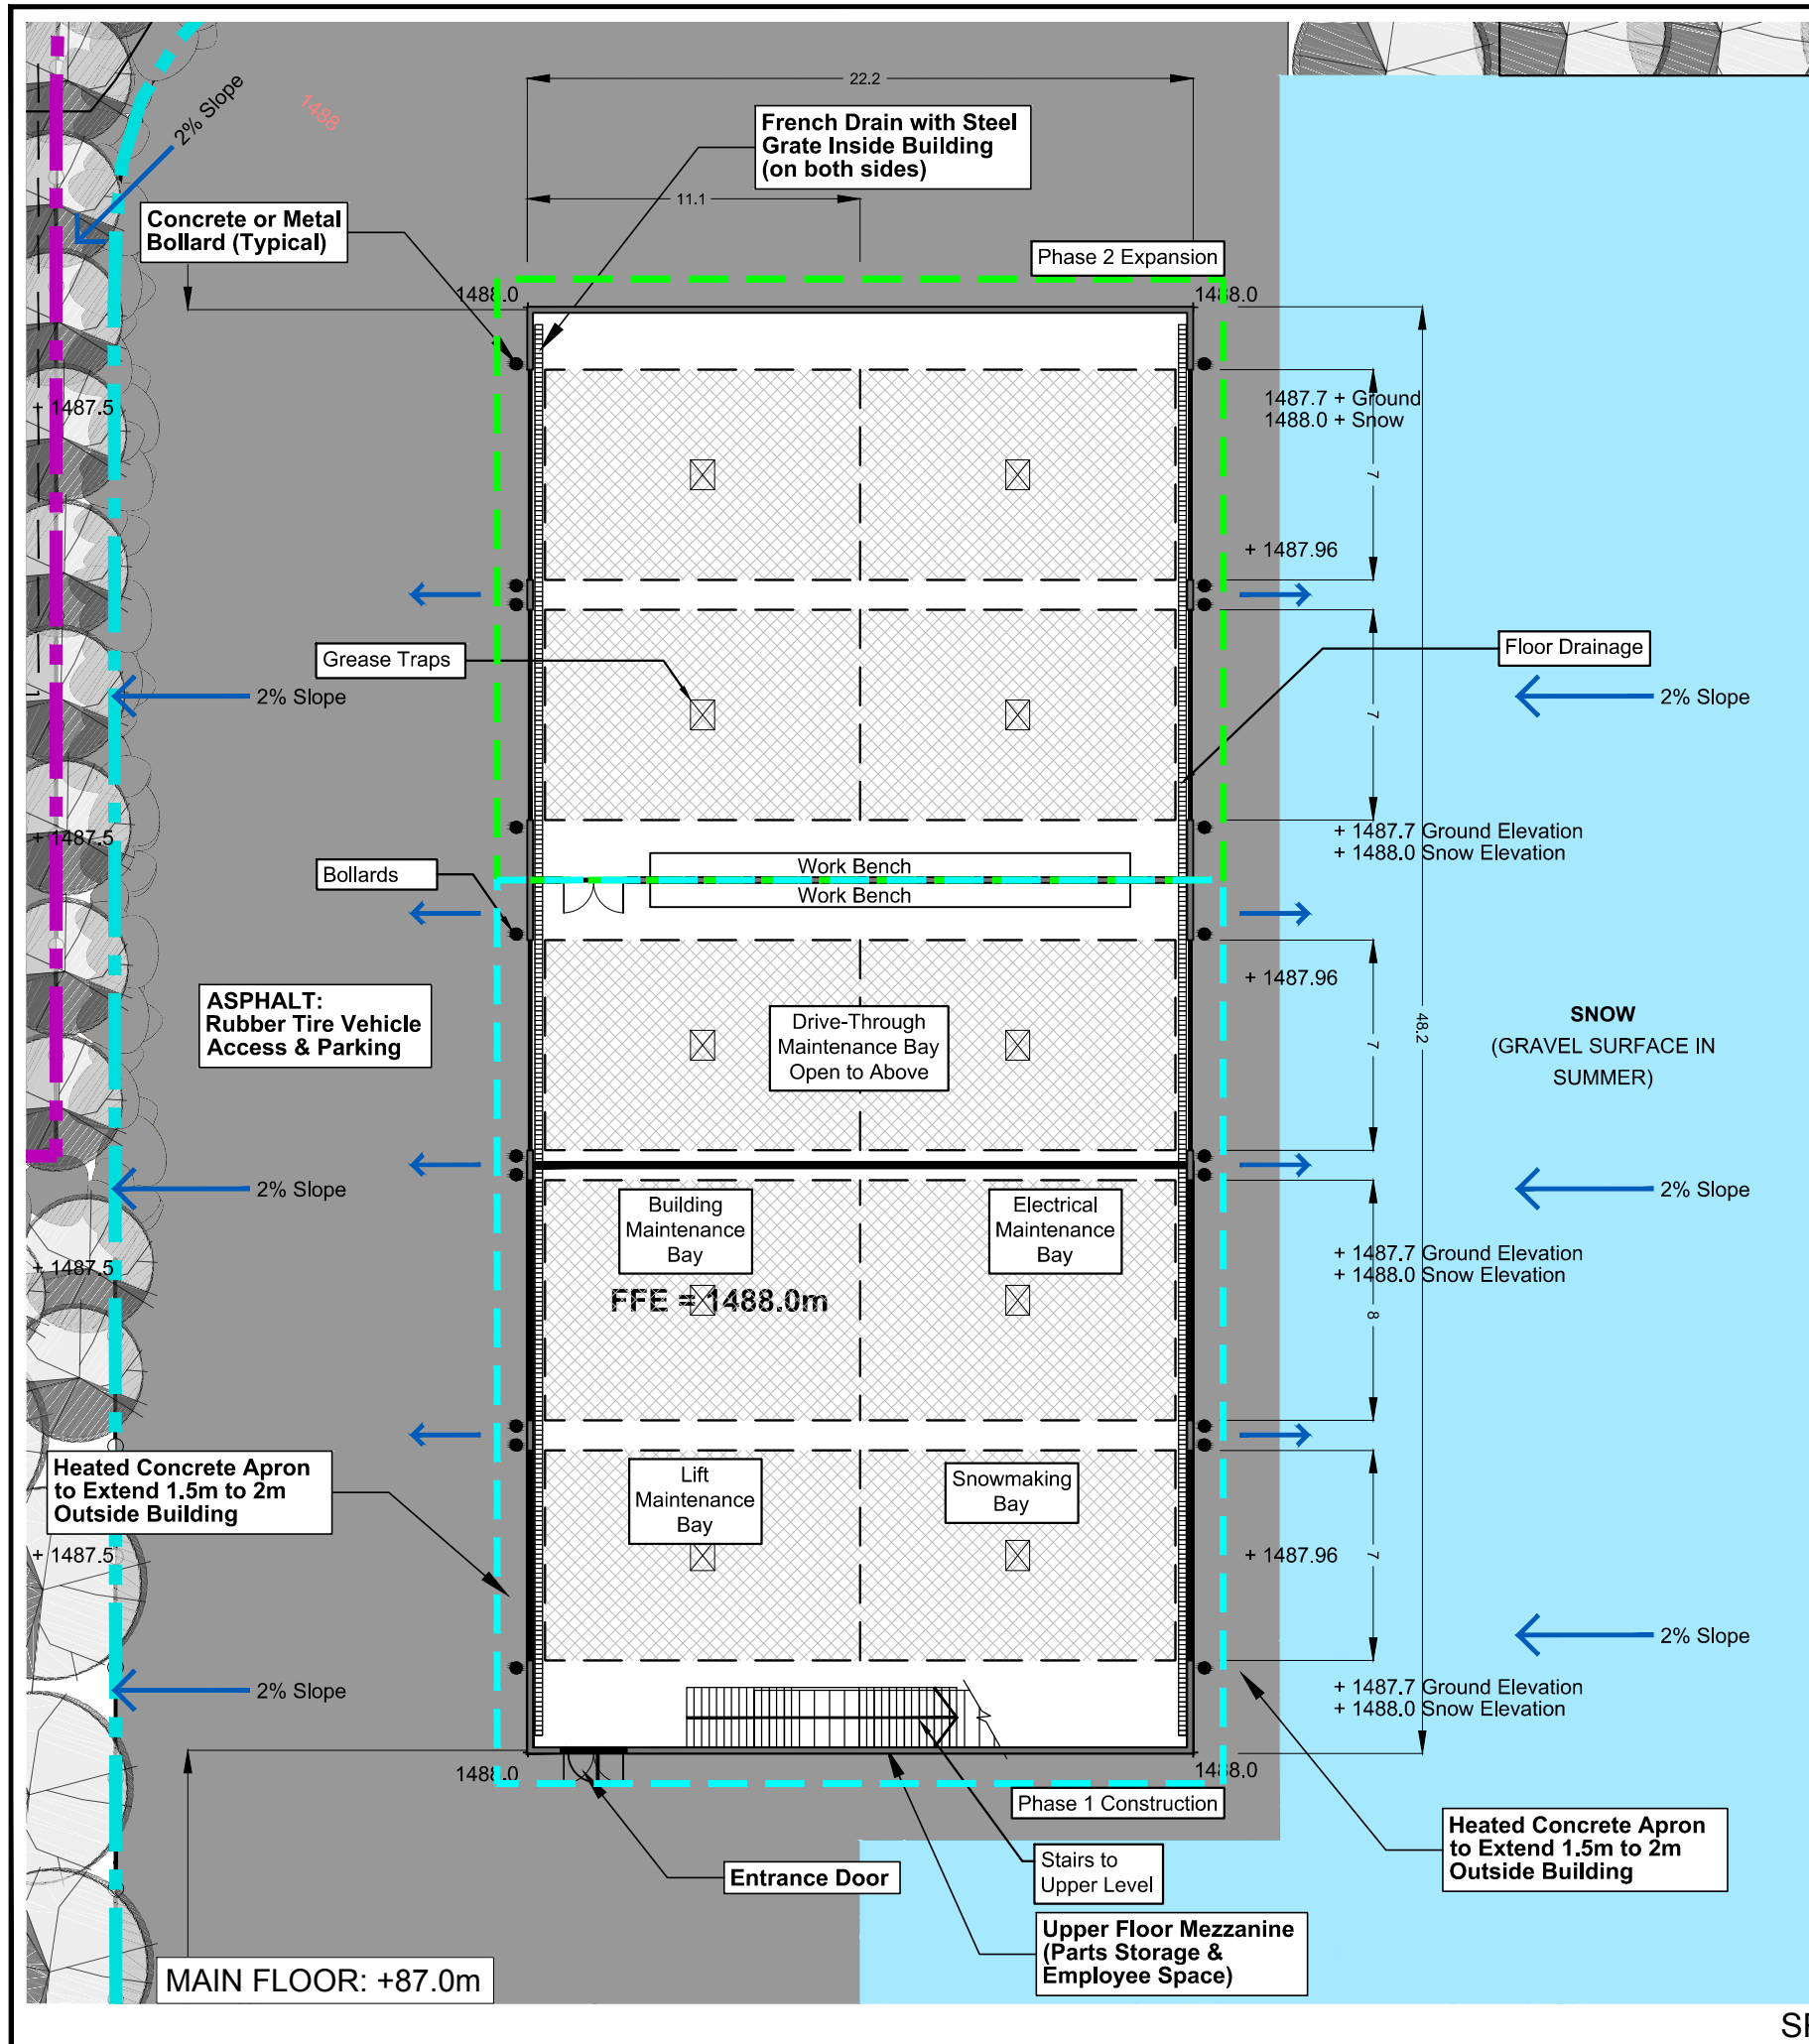 22.2
2% Slope
1488
French Drain with Steel
Grate Inside Building
(on both sides)
11.1
Concrete or Metal
Bollard (Typical)
Phase 2 Expansion
1488.0
1488.0
+ 1487.5
1487.7 + Ground
1488.0 + Snow
7
+ 1487.96
Grease Traps
Floor Drainage
2% Slope
7
2% Slope
+ 1487.5
+ 1487.7 Ground Elevation
+ 1488.0 Snow Elevation
Work Bench
Work Bench
Bollards
+ 1487.96
ASPHALT:
Rubber Tire Vehicle
Access & Parking
Drive-Through
Maintenance Bay
Open to Above
7
48.2
SNOW
(GRAVEL SURFACE IN
SUMMER)
2% Slope
2% Slope
Building
Maintenance
Bay
Electrical
Maintenance
Bay
+ 1487.5
+ 1487.7 Ground Elevation
+ 1488.0 Snow Elevation
FFE = 1488.0m
8
Heated Concrete Apron
to Extend 1.5m to 2m
Outside Building
Lift
Maintenance
Bay
Snowmaking
Bay
+ 1487.5
+ 1487.96
7
2% Slope
2% Slope
+ 1487.7 Ground Elevation
+ 1488.0 Snow Elevation
1488.0
1488.0
Phase 1 Construction
Heated Concrete Apron
to Extend 1.5m to 2m
Outside Building
Entrance Door
Stairs to
Upper Level
Upper Floor Mezzanine
(Parts Storage &
Employee Space)
MAIN FLOOR: +87.0m